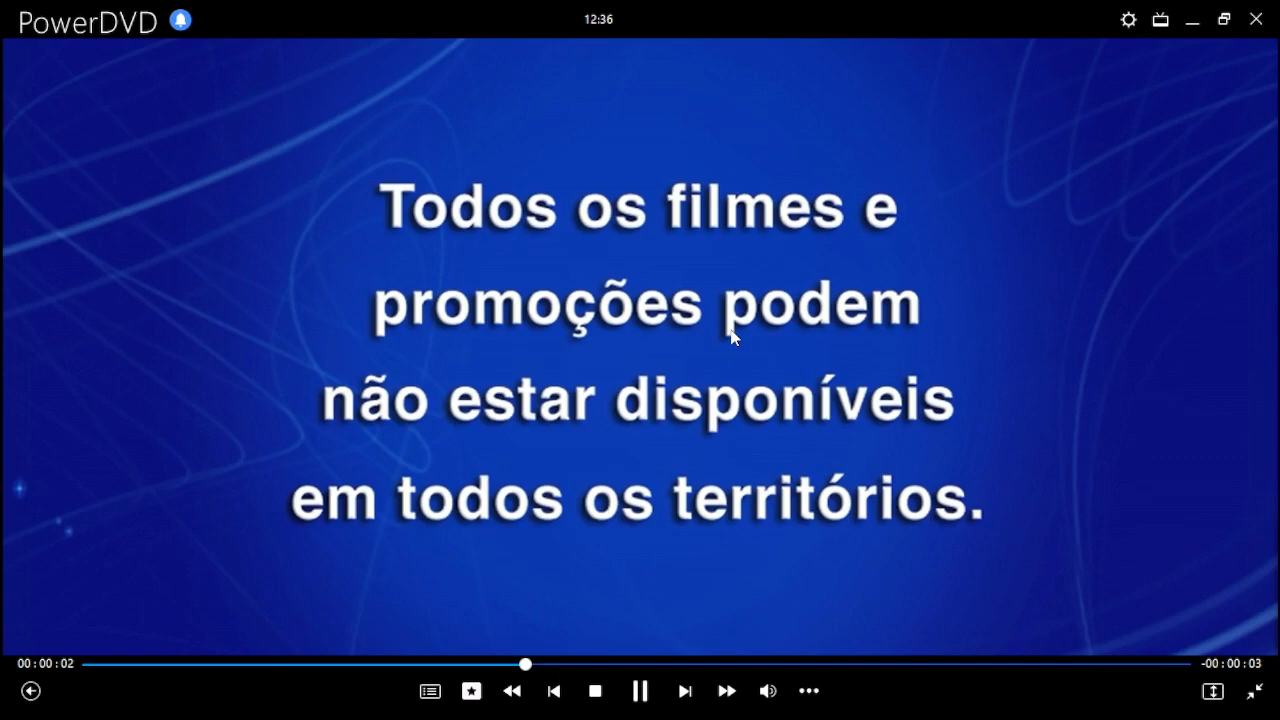 PowerDVD
12:36
Todos os filmes e
promoções podem
não estar disponíveis
em todos os territórios.
00:00:02
-00:00:03